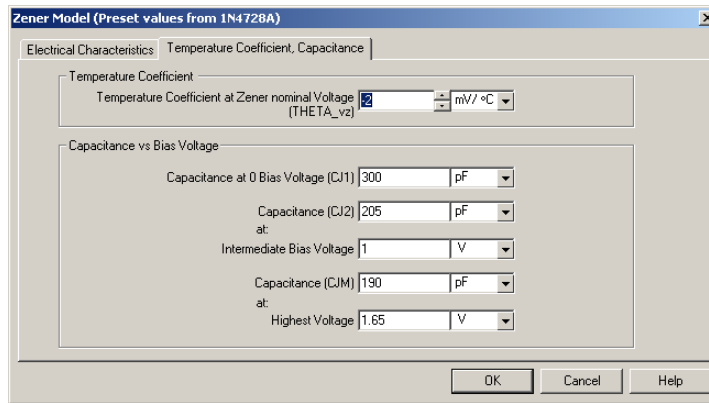 Zener Model (Preset values from 1N4728A)
Electrical Characteristics Temperature Coefficient, Capacitance
Temperature Coefficient
Temperature Coefficient at Zener nominal Voltage -2 mV/ °C
(THETA_vz)
Capacitance vs Bias Voltage
Capacitance at 0 Bias Voltage (CJ1) 300 pF
Capacitance (CJ2) 205 pF
at:
Intermediate Bias Voltage 1 V
Capacitance (CJM) 190 pF
at:
Highest Voltage 1.65 V
OK Cancel Help